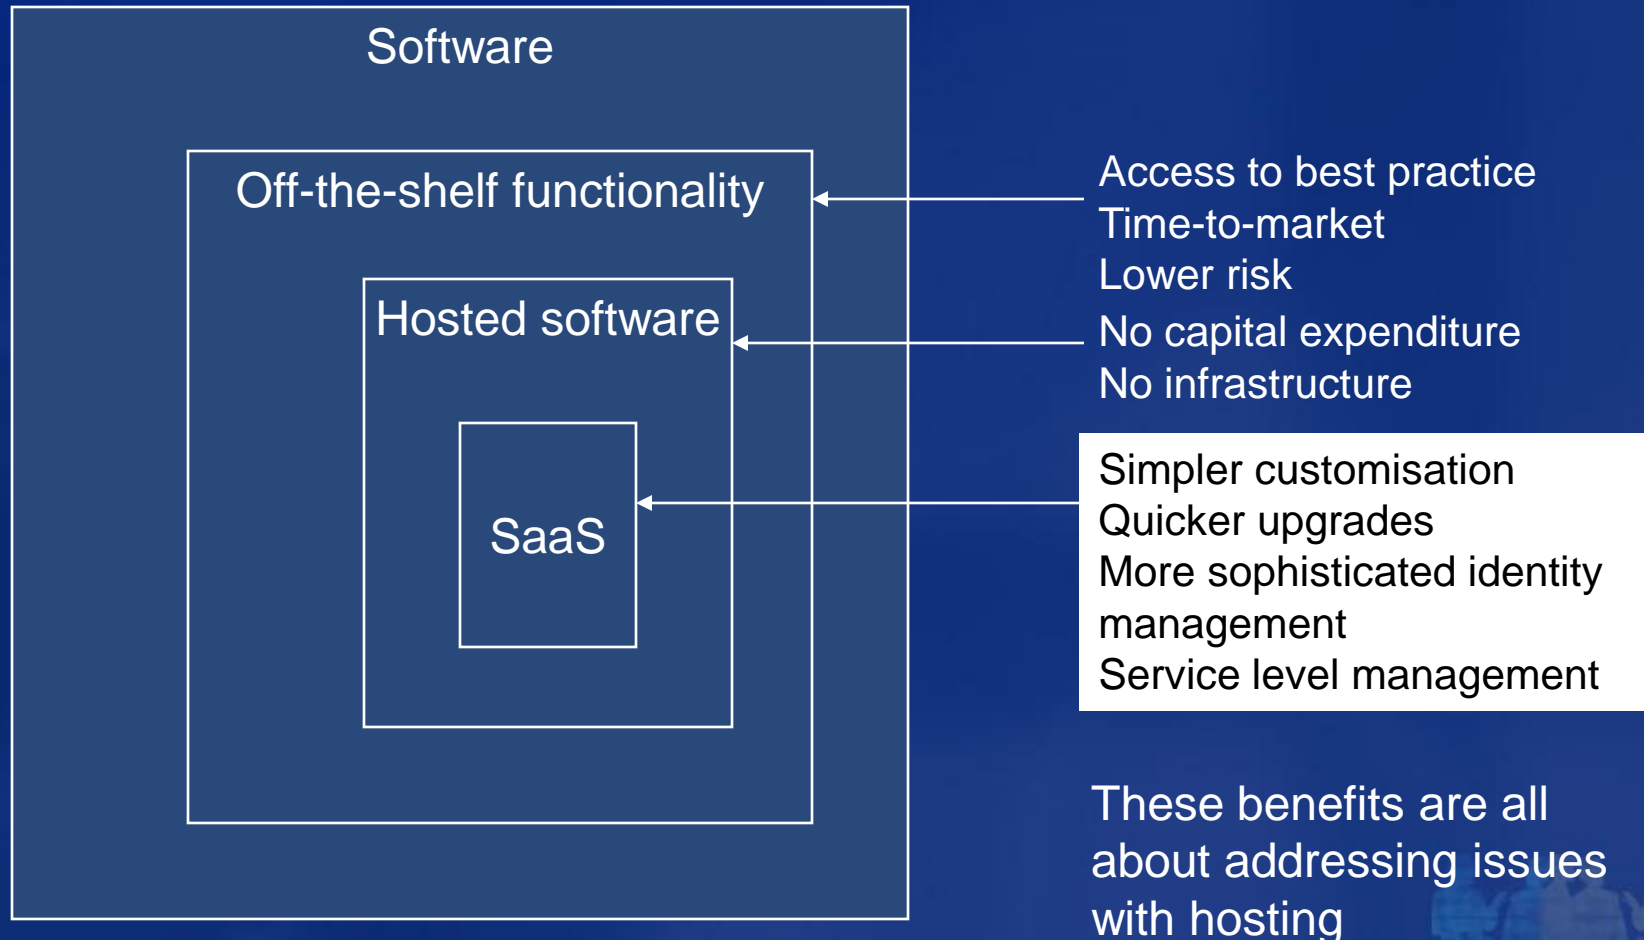 Software
Off-the-shelf functionality
Hosted software
SaaS
Access to best practice
Time-to-market
Lower risk
No capital expenditure
No infrastructure
Simpler customisation
Quicker upgrades
More sophisticated identity
management
Service level management
These benefits are all
about addressing issues
with hosting